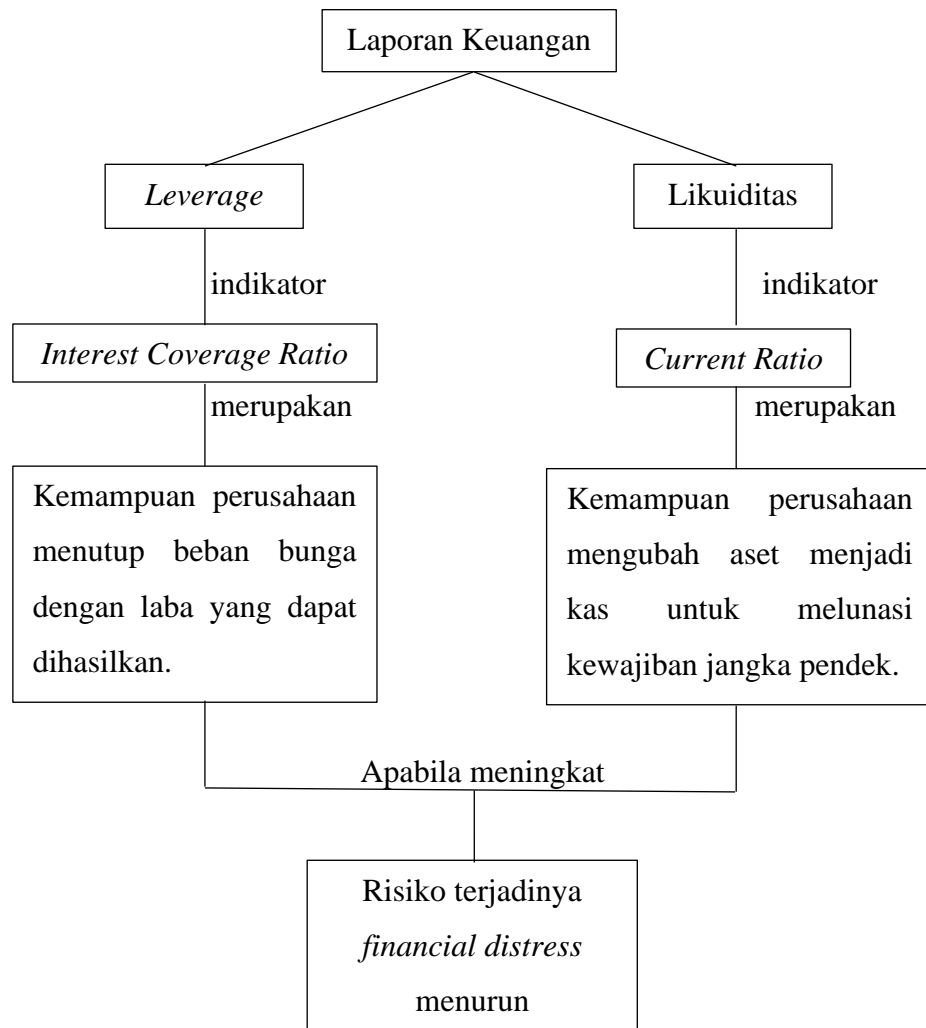 Laporan Keuangan
Leverage
Likuiditas
indikator
indikator
Interest Coverage Ratio
Current Ratio
merupakan
merupakan
Kemampuan perusahaan
menutup beban bunga
dengan laba yang dapat
dihasilkan.
Kemampuan perusahaan
mengubah aset menjadi
kas untuk melunasi
kewajiban jangka pendek.
Apabila meningkat
Risiko terjadinya
financial distress
menurun